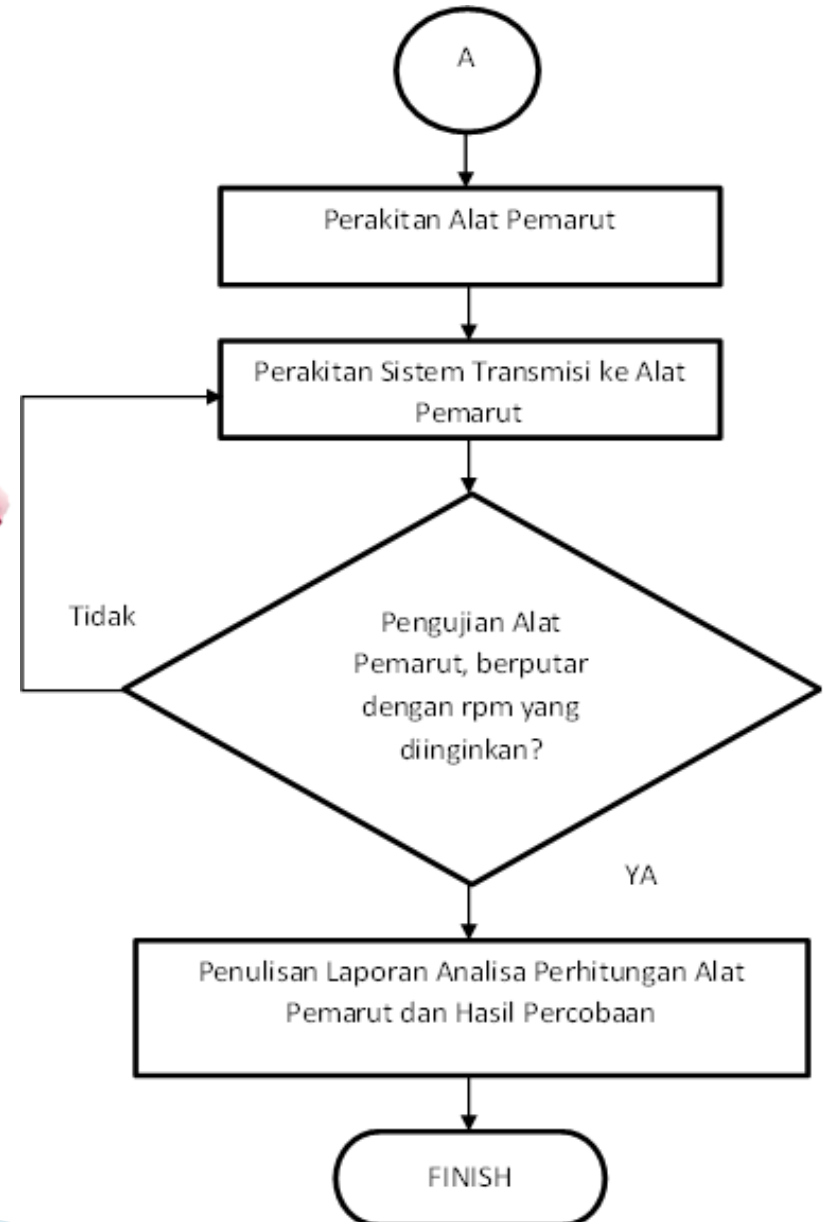 A
Perakitan Alat Pemarut
Perakitan Sistem Transmisi ke Alat
Pemarut
Tidak
Pengujian Alat
Pemarut, berputar
dengan rpm yang
diinginkan?
YA
Penulisan Laporan Analisa Perhitungan Alat
Pemarut dan Hasil Percobaan
FINISH